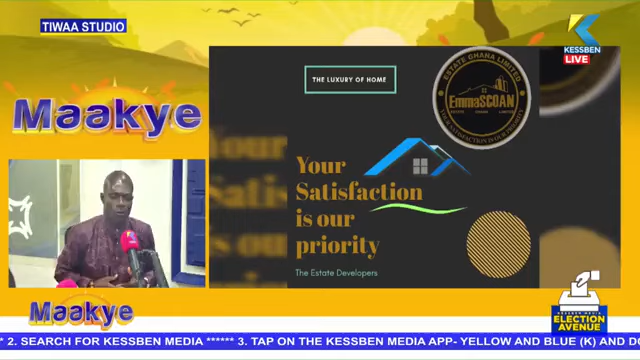 TIWAA STUDIO
KESSBEN
LIVE
THE LUXURY OF HOME
ESTATE GHANA LIMITED
EmmaSCOAN
Maakye
Your
Satisfaction
is our
priority
The Estate Developers
Maakye
KESSBEN MEDIA
ELECTION
AVENUE
* 2. SEARCH FOR KESSBEN MEDIA ****** 3. TAP ON THE KESSBEN MEDIA APP- YELLOW AND BLUE (K) AND DO